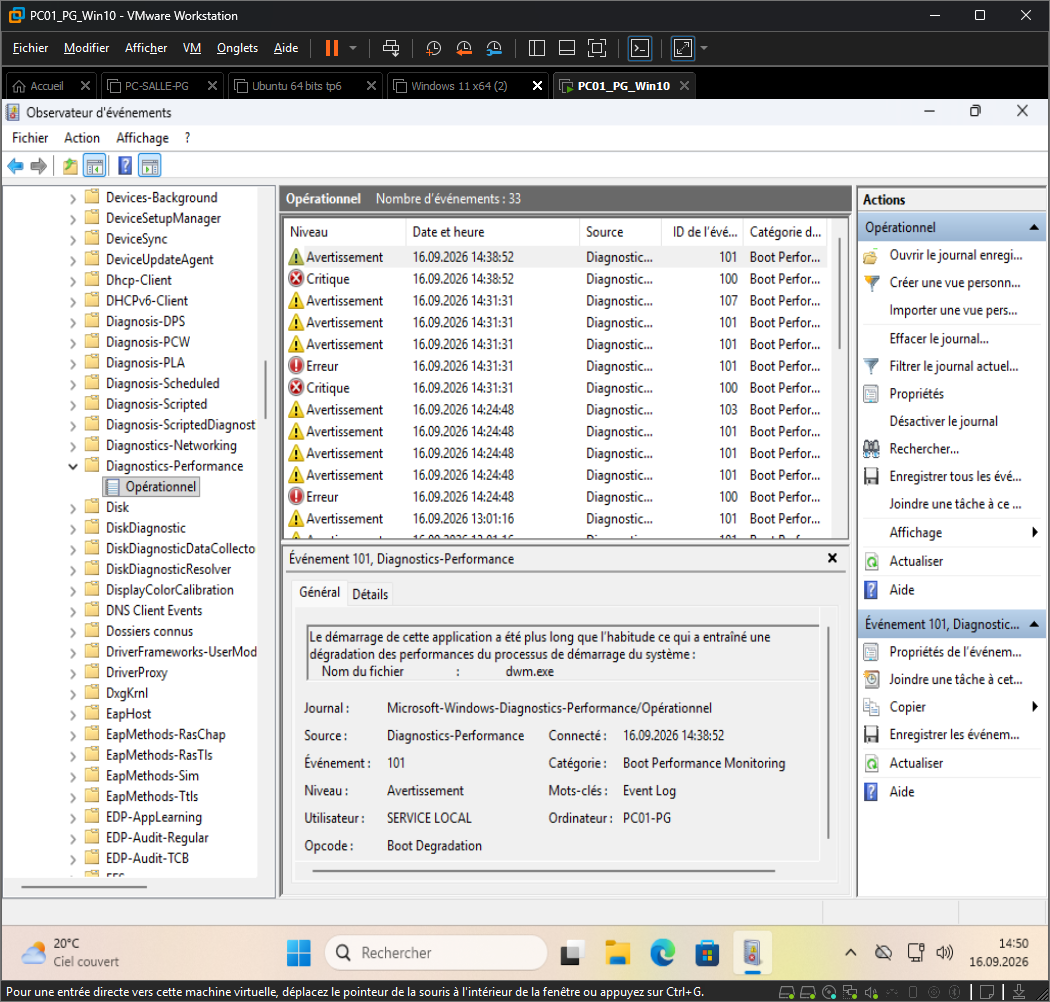 PC01_PG_Win10 - VMware Workstation
Fichier Modifier Afficher VM Onglets Aide
Accueil PC-SALLE-PG Ubuntu 64 bits tp6 Windows 11 x64 (2) PC01_PG_Win10
Observateur d'événements
Fichier Action Affichage ?
Devices-Background
DeviceSetupManager
DeviceSync
DeviceUpdateAgent
Dhcp-Client
DHCPv6-Client
Diagnosis-DPS
Diagnosis-PCW
Diagnosis-PLA
Diagnosis-Scheduled
Diagnosis-Scripted
Diagnosis-ScriptedDiagnost
Diagnostics-Networking
Diagnostics-Performance
Opérationnel
Disk
DiskDiagnostic
DiskDiagnosticDataCollecto
DiskDiagnosticResolver
DisplayColorCalibration
DNS Client Events
Dossiers connus
DriverFrameworks-UserMod
DriverProxy
DxgKrnl
EapHost
EapMethods-RasChap
EapMethods-RasTls
EapMethods-Sim
EapMethods-Ttls
EDP-AppLearning
EDP-Audit-Regular
EDP-Audit-TCB
Opérationnel Nombre d'événements : 33
Niveau Date et heure Source ID de l'évé... Catégorie d...
Avertissement 16.09.2026 14:38:52 Diagnostic... 101 Boot Perfor...
Critique 16.09.2026 14:38:52 Diagnostic... 100 Boot Perfor...
Avertissement 16.09.2026 14:31:31 Diagnostic... 107 Boot Perfor...
Avertissement 16.09.2026 14:31:31 Diagnostic... 101 Boot Perfor...
Avertissement 16.09.2026 14:31:31 Diagnostic... 101 Boot Perfor...
Erreur 16.09.2026 14:31:31 Diagnostic... 101 Boot Perfor...
Critique 16.09.2026 14:31:31 Diagnostic... 100 Boot Perfor...
Avertissement 16.09.2026 14:24:48 Diagnostic... 103 Boot Perfor...
Avertissement 16.09.2026 14:24:48 Diagnostic... 101 Boot Perfor...
Avertissement 16.09.2026 14:24:48 Diagnostic... 101 Boot Perfor...
Avertissement 16.09.2026 14:24:48 Diagnostic... 101 Boot Perfor...
Erreur 16.09.2026 14:24:48 Diagnostic... 100 Boot Perfor...
Avertissement 16.09.2026 13:01:16 Diagnostic... 101 Boot Perfor...
Événement 101, Diagnostics-Performance
Général Détails
Le démarrage de cette application a été plus long que l'habitude ce qui a entraîné une
dégradation des performances du processus de démarrage du système :
Nom du fichier : dwm.exe
Journal : Microsoft-Windows-Diagnostics-Performance/Opérationnel
Source : Diagnostics-Performance Connecté : 16.09.2026 14:38:52
Événement : 101 Catégorie : Boot Performance Monitoring
Niveau : Avertissement Mots-clés : Event Log
Utilisateur : SERVICE LOCAL Ordinateur : PC01-PG
Opcode : Boot Degradation
Actions
Opérationnel
Ouvrir le journal enregi...
Créer une vue personn...
Importer une vue pers...
Effacer le journal...
Filtrer le journal actuel...
Propriétés
Désactiver le journal
Rechercher...
Enregistrer tous les évé...
Joindre une tâche à ce ...
Affichage
Actualiser
Aide
Événement 101, Diagnostic...
Propriétés de l'événem...
Joindre une tâche à cet...
Copier
Enregistrer les événem...
Actualiser
Aide
20°C
Ciel couvert
Rechercher
14:50
16.09.2026
Pour une entrée directe vers cette machine virtuelle, déplacez le pointeur de la souris à l'intérieur de la fenêtre ou appuyez sur Ctrl+G.